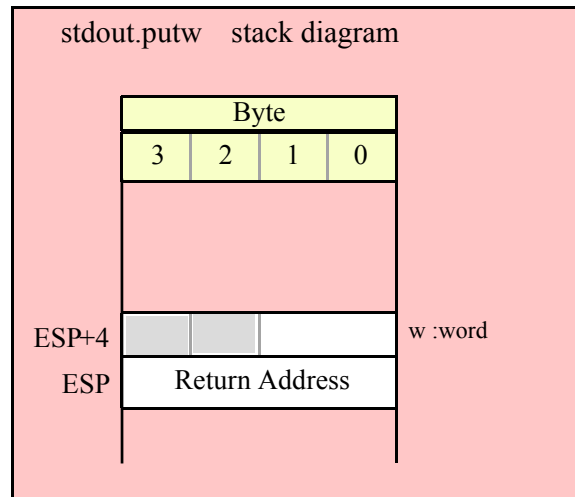 stdout.putw stack diagram
Byte
3 2 1 0
ESP+4 w :word
ESP Return Address